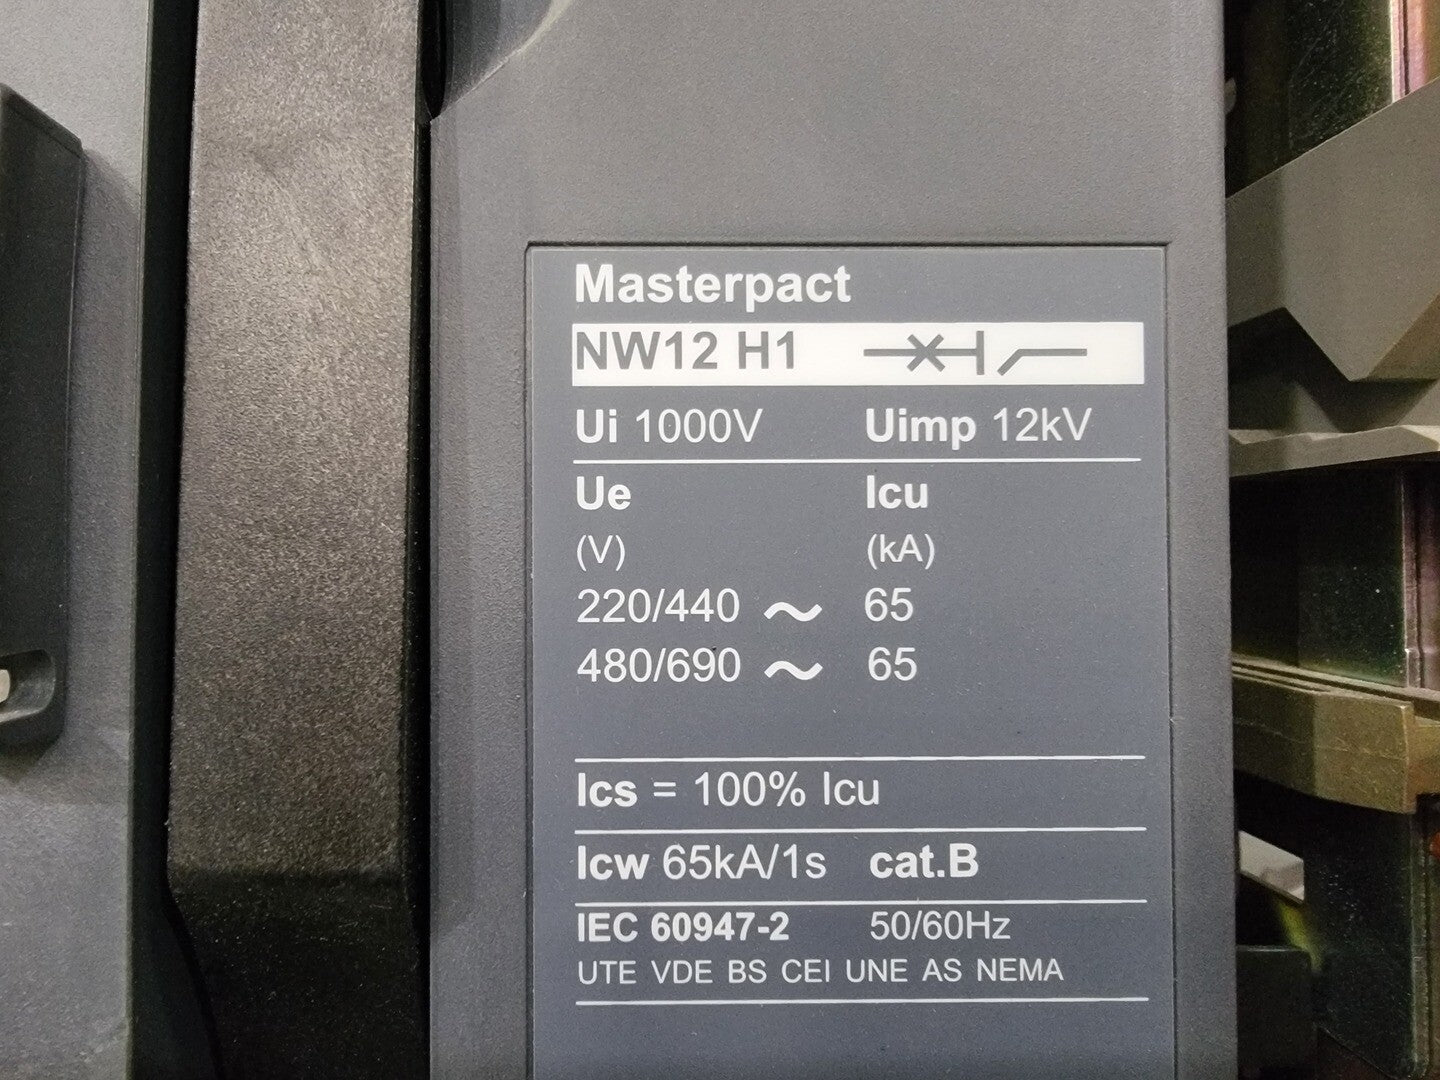 Masterpact
NW12 H1
Ui 1000V Uimp 12kV
Ue Icu
(V) (kA)
220/440 ~ 65
480/690 ~ 65
Ics = 100% Icu
Icw 65kA/1s cat.B
IEC 60947-2 50/60Hz
UTE VDE BS CEI UNE AS NEMA